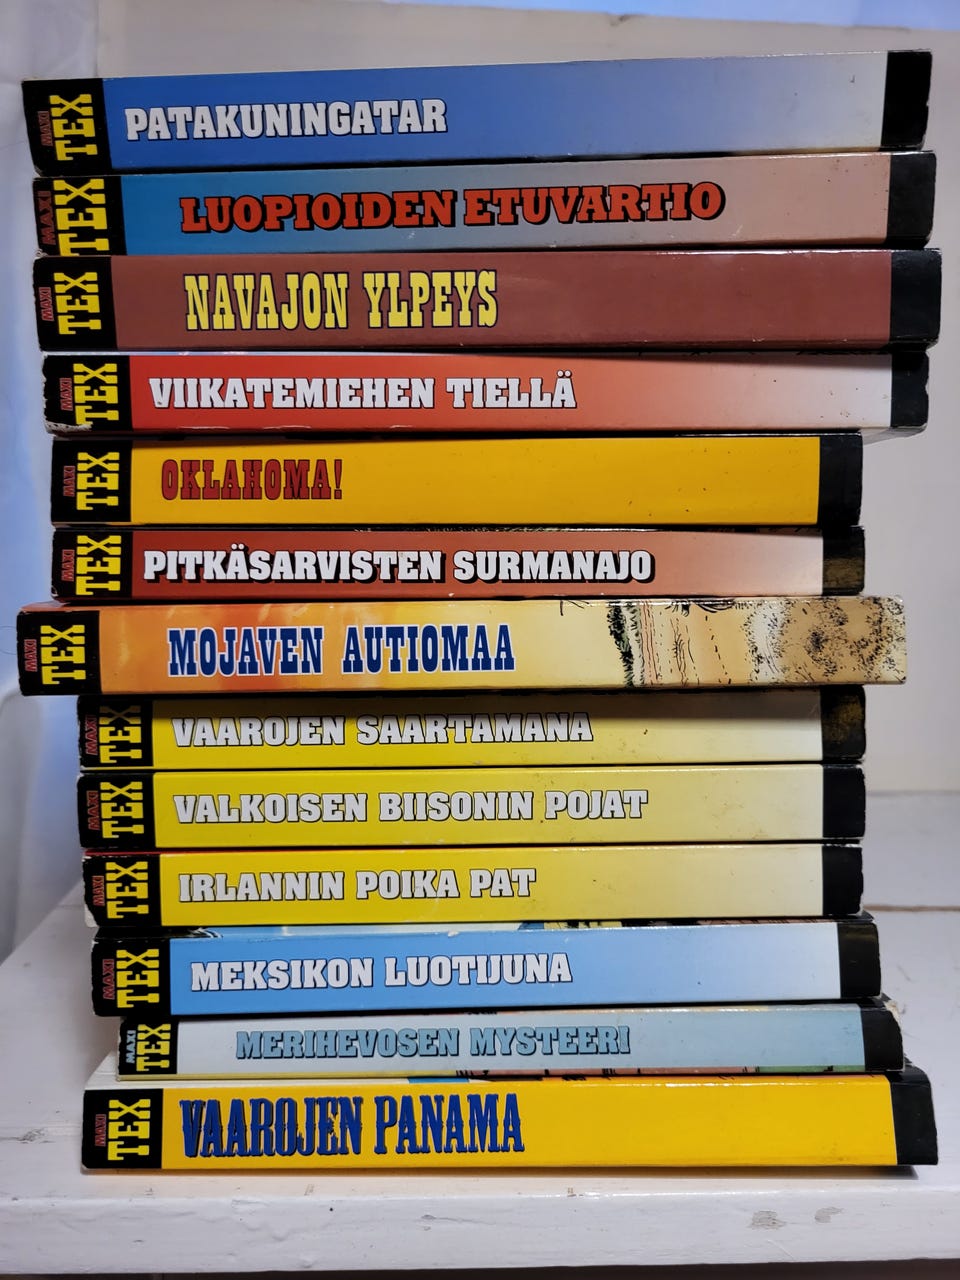 MAXI TEX PATAKUNINGATAR
MAXI TEX LUOPIOIDEN ETUVARTIO
MAXI TEX NAVAJON YLPEYS
MAXI TEX VIIKATEMIEHEN TIELLÄ
MAXI TEX OKLAHOMA!
MAXI TEX PITKÄSARVISTEN SURMANAJO
MAXI TEX MOJAVEN AUTIOMAA
MAXI TEX VAAROJEN SAARTAMANA
MAXI TEX VALKOISEN BIISONIN POJAT
MAXI TEX IRLANNIN POIKA PAT
MAXI TEX MEKSIKON LUOTIJUNA
MAXI TEX MERIHEVOSEN MYSTEERI
MAXI TEX VAAROJEN PANAMA